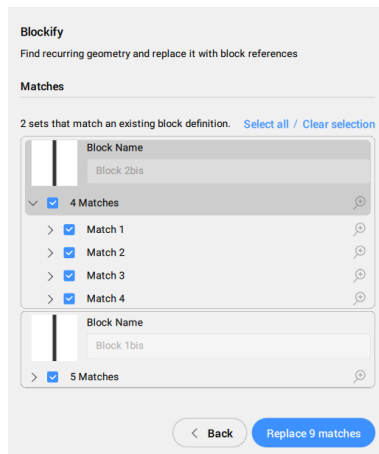 Blockify
Find recurring geometry and replace it with block references
Matches
2 sets that match an existing block definition. Select all / Clear selection
Block Name
Block 2bis
4 Matches
Match 1
Match 2
Match 3
Match 4
Block Name
Block 1bis
5 Matches
Back Replace 9 matches